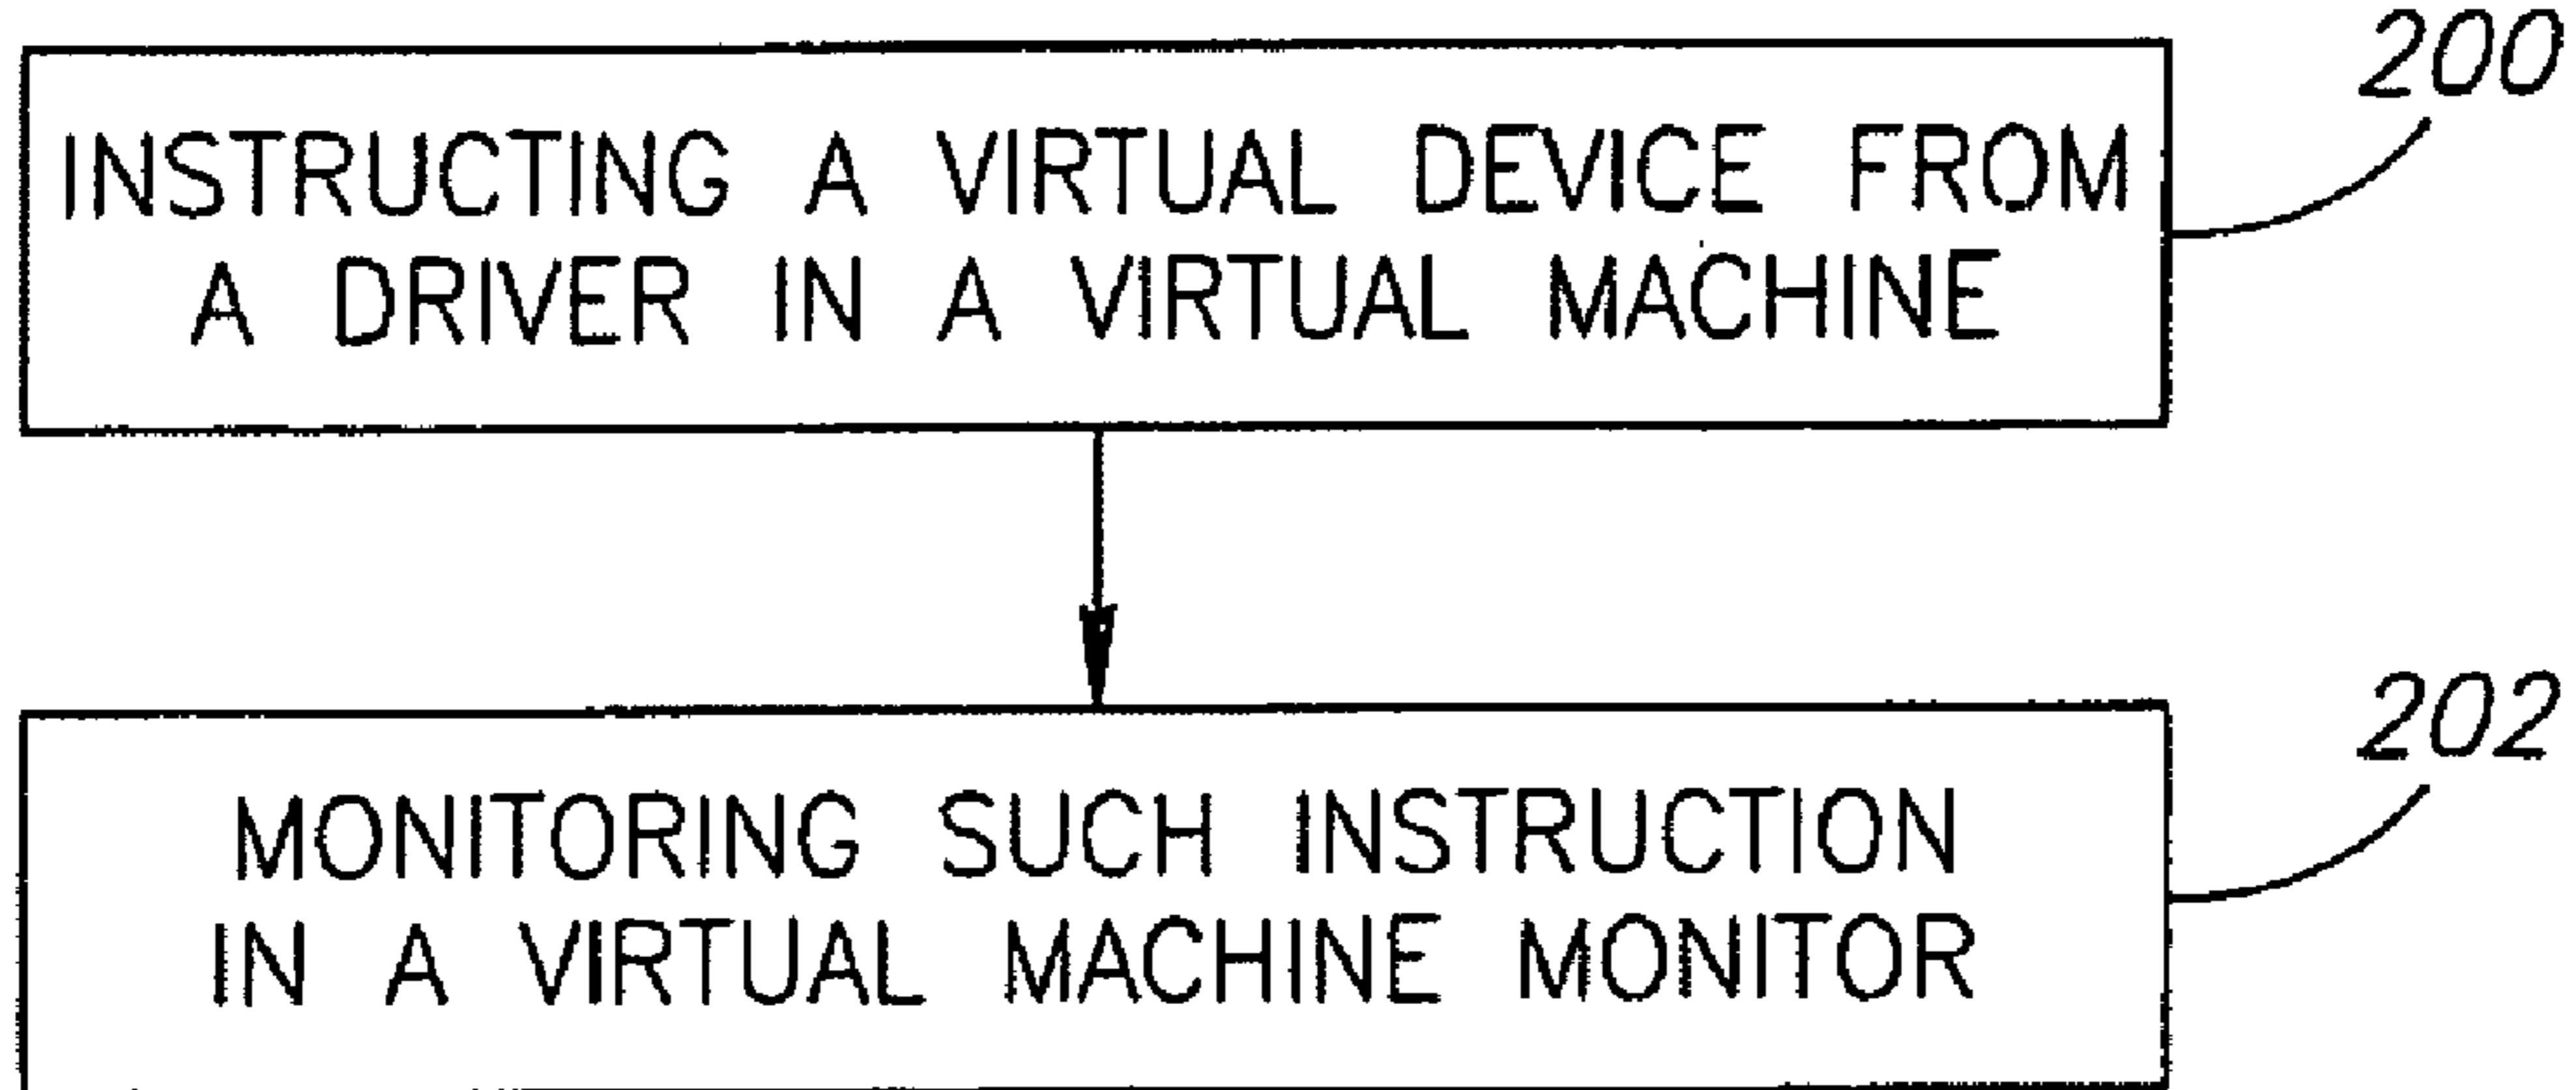 200
INSTRUCTING A VIRTUAL DEVICE FROM
A DRIVER IN A VIRTUAL MACHINE
202
MONITORING SUCH INSTRUCTION
IN A VIRTUAL MACHINE MONITOR